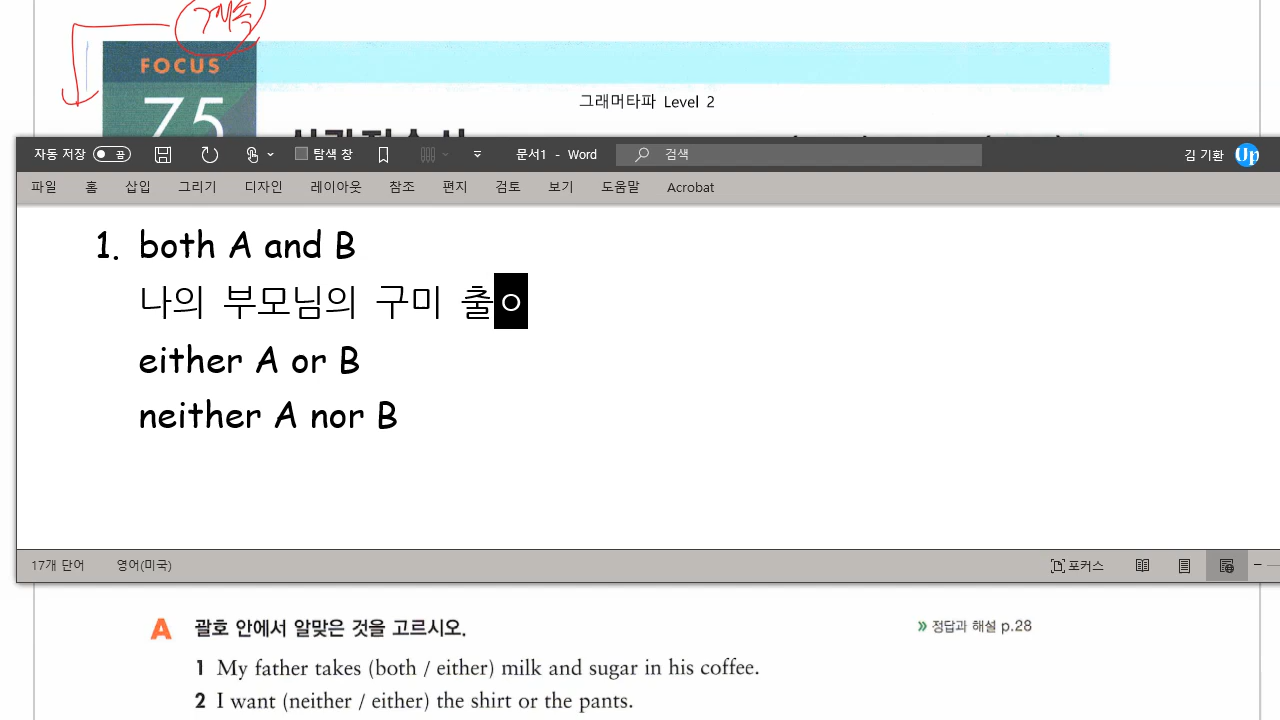 계속
FOCUS
75
그래머타파 Level 2
자동 저장 끔 탐색 창 문서1 - Word 검색 김 기환 Up
파일 홈 삽입 그리기 디자인 레이아웃 참조 편지 검토 보기 도움말 Acrobat
1. both A and B
나의 부모님의 구미 출ㅇ
either A or B
neither A nor B
17개 단어 영어(미국) 포커스
A 괄호 안에서 알맞은 것을 고르시오. » 정답과 해설 p.28
1 My father takes (both / either) milk and sugar in his coffee.
2 I want (neither / either) the shirt or the pants.